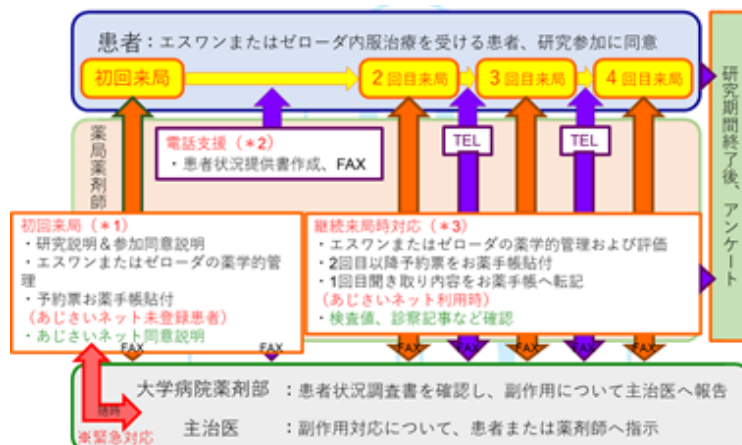 患者：エスワンまたはゼローダ内服治療を受ける患者、研究参加に同意
初回来局
2回目来局
3回目来局
4回目来局
研究期間終了後、アンケート
薬局薬剤師
電話支援（＊2）
・患者状況提供書作成、FAX
TEL
TEL
初回来局（＊1）
・研究説明＆参加同意説明
・エスワンまたはゼローダの薬学的管
理
・予約票お薬手帳貼付
（あじさいネット未登録患者）
・あじさいネット同意説明
継続来局時対応（＊3）
・エスワンまたはゼローダの薬学的管理および評価
・2回目以降予約票をお薬手帳貼付
・1回目聞き取り内容をお薬手帳へ転記
（あじさいネット利用時）
・検査値、診察記事など確認
FAX
FAX
FAX
FAX
FAX
FAX
FAX
大学病院薬剤部：患者状況調査書を確認し、副作用について主治医へ報告
随時
主治医：副作用対応について、患者または薬剤師へ指示
※緊急対応